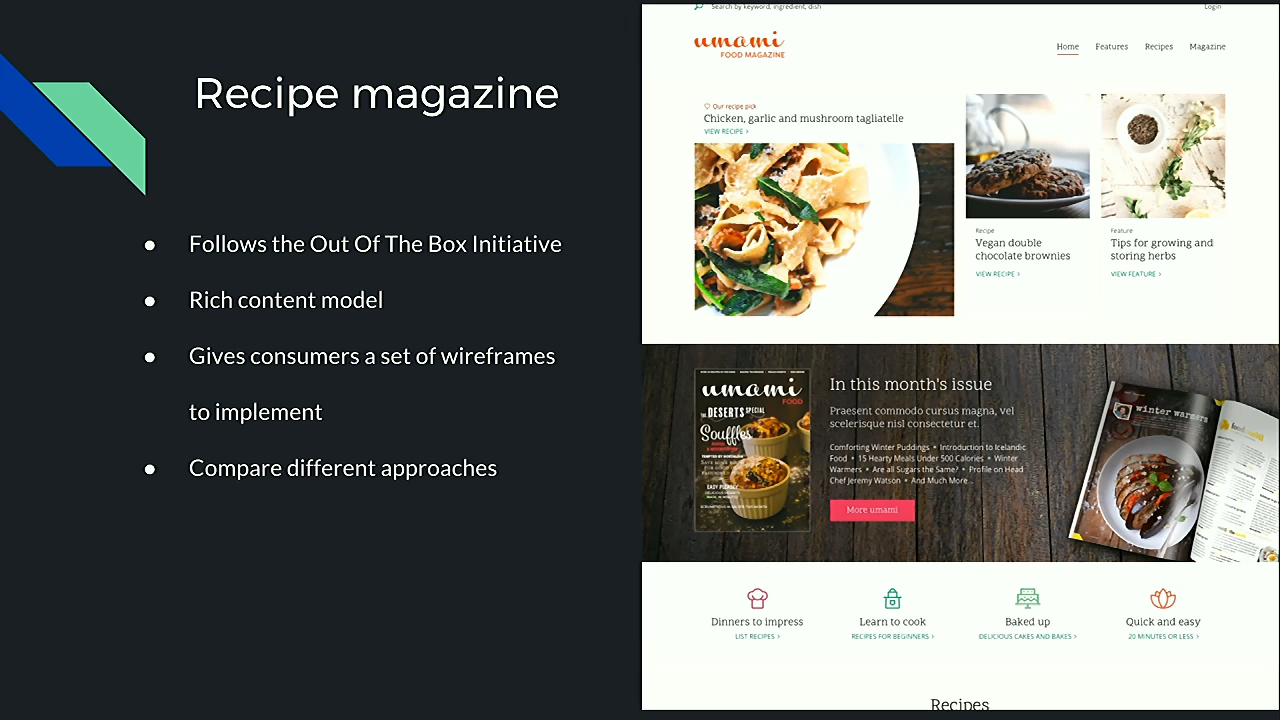 Recipe magazine
Follows the Out Of The Box Initiative
Rich content model
Gives consumers a set of wireframes
to implement
Compare different approaches
Search by keyword, ingredient, dish
Login
umami
FOOD MAGAZINE
Home Features Recipes Magazine
Our recipe pick
Chicken, garlic and mushroom tagliatelle
VIEW RECIPE >
Recipe
Vegan double
chocolate brownies
VIEW RECIPE >
Feature
Tips for growing and
storing herbs
VIEW FEATURE >
umami
FOOD
THE DESERTS SPECIAL
Souffles
In this month's issue
Praesent commodo cursus magna, vel
scelerisque nisl consectetur et.
Comforting Winter Puddings • Introduction to Icelandic
Food • 15 Hearty Meals Under 500 Calories • Winter
Warmers • Are all Sugars the Same? • Profile on Head
Chef Jeremy Watson • And Much More...
More umami
winter warmers
Dinners to impress
LIST RECIPES >
Learn to cook
RECIPES FOR BEGINNERS >
Baked up
DELICIOUS CAKES AND BAKES >
Quick and easy
20 MINUTES OR LESS >
Recipes